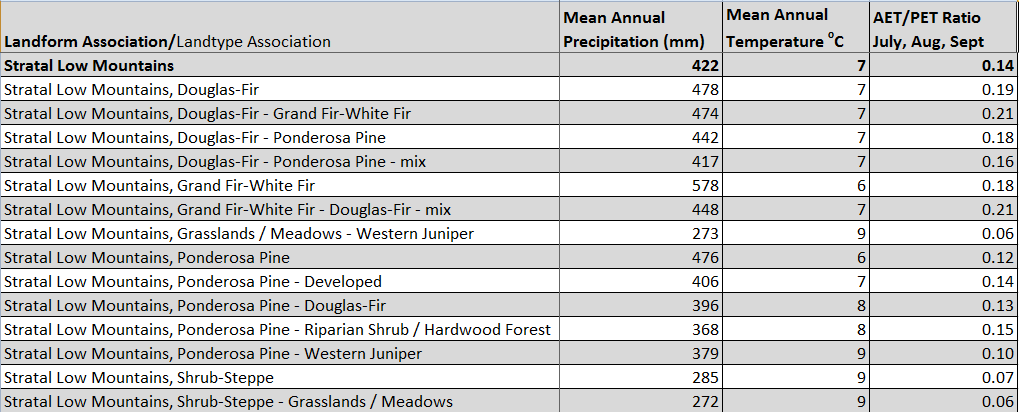 Landform Association/Landtype Association Mean Annual Precipitation (mm) Mean Annual Temperature ºC AET/PET Ratio July, Aug, Sept
Stratal Low Mountains 422 7 0.14
Stratal Low Mountains, Douglas-Fir 478 7 0.19
Stratal Low Mountains, Douglas-Fir - Grand Fir-White Fir 474 7 0.21
Stratal Low Mountains, Douglas-Fir - Ponderosa Pine 442 7 0.18
Stratal Low Mountains, Douglas-Fir - Ponderosa Pine - mix 417 7 0.16
Stratal Low Mountains, Grand Fir-White Fir 578 6 0.18
Stratal Low Mountains, Grand Fir-White Fir - Douglas-Fir - mix 448 7 0.21
Stratal Low Mountains, Grasslands / Meadows - Western Juniper 273 9 0.06
Stratal Low Mountains, Ponderosa Pine 476 6 0.12
Stratal Low Mountains, Ponderosa Pine - Developed 406 7 0.14
Stratal Low Mountains, Ponderosa Pine - Douglas-Fir 396 8 0.13
Stratal Low Mountains, Ponderosa Pine - Riparian Shrub / Hardwood Forest 368 8 0.15
Stratal Low Mountains, Ponderosa Pine - Western Juniper 379 9 0.10
Stratal Low Mountains, Shrub-Steppe 285 9 0.07
Stratal Low Mountains, Shrub-Steppe - Grasslands / Meadows 272 9 0.06